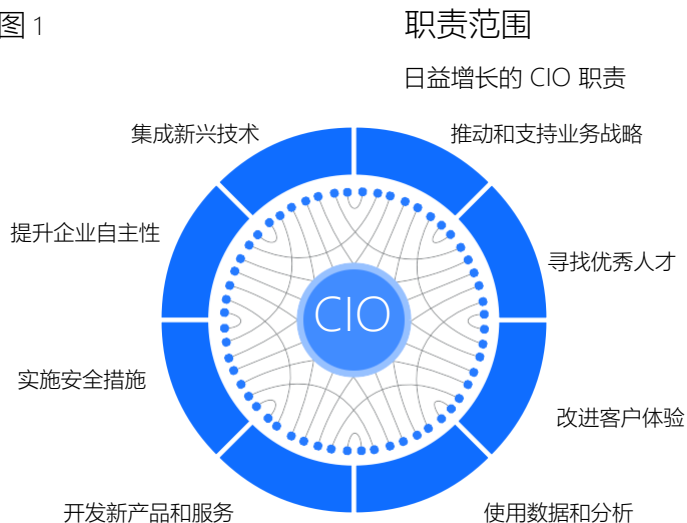 图 1
职责范围
日益增长的 CIO 职责
集成新兴技术
推动和支持业务战略
提升企业自主性
寻找优秀人才
CIO
实施安全措施
改进客户体验
开发新产品和服务
使用数据和分析